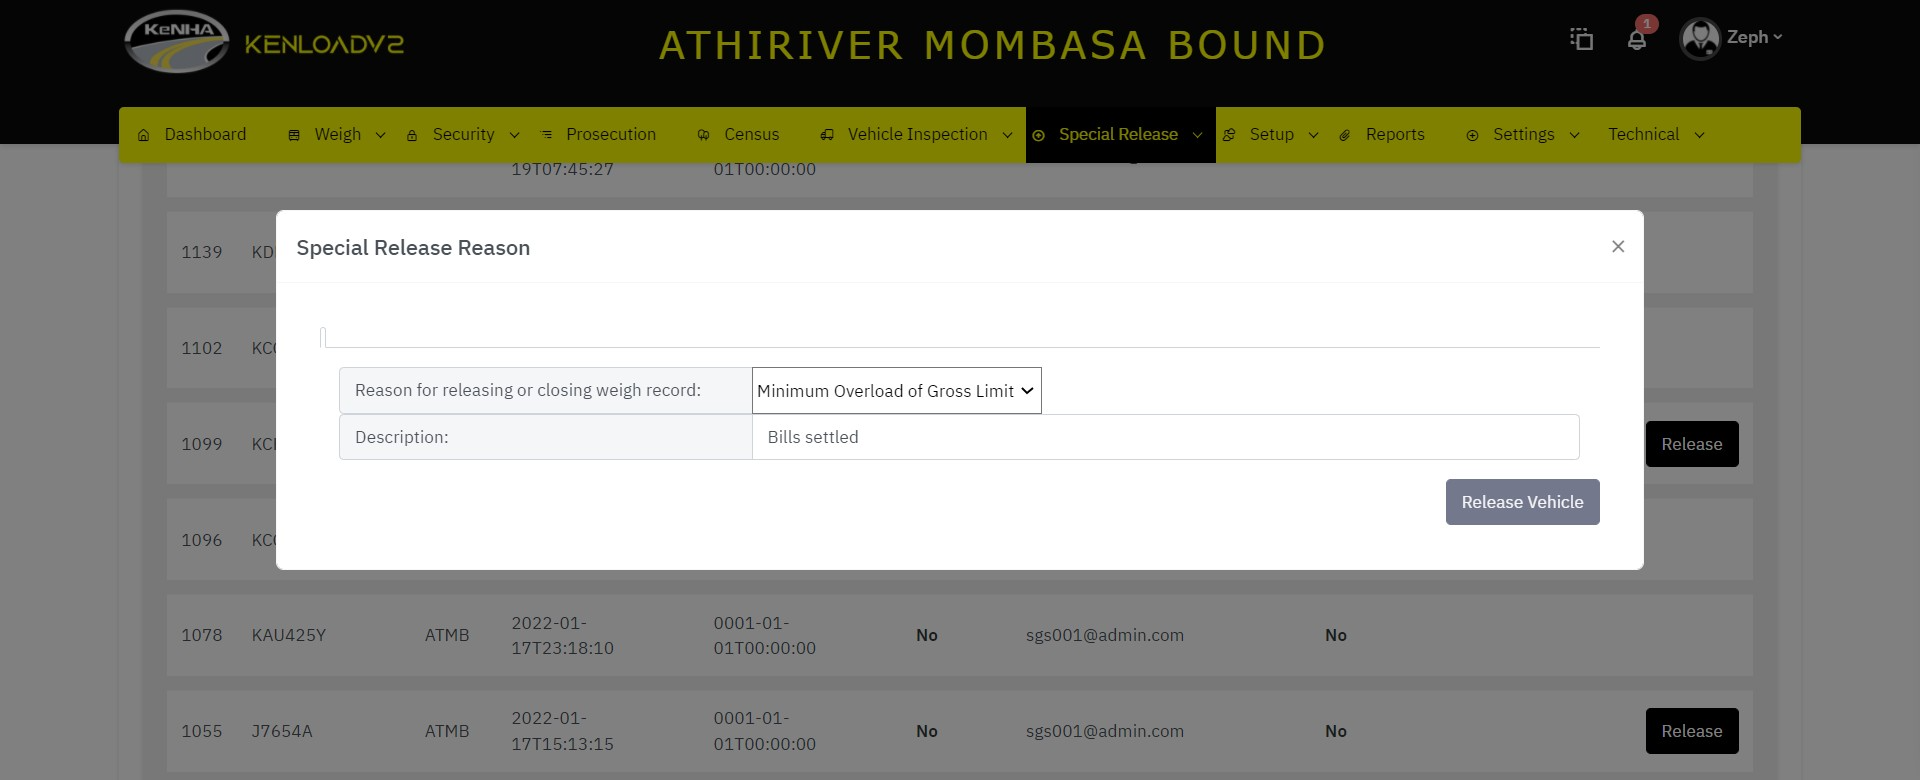 KeNHA
KENLOADV2
ATHIRIVER MOMBASA BOUND
1
Zeph
Dashboard Weigh Security Prosecution Census Vehicle Inspection Special Release Setup Reports Settings Technical
19T07:45:27 01T00:00:00
Special Release Reason
Reason for releasing or closing weigh record: Minimum Overload of Gross Limit
Description: Bills settled
Release Vehicle
1139
1102
1099 Release
1096
1078 KAU425Y ATMB 2022-01- 0001-01- No sgs001@admin.com No
17T23:18:10 01T00:00:00
1055 J7654A ATMB 2022-01- 0001-01- No sgs001@admin.com No Release
17T15:13:15 01T00:00:00